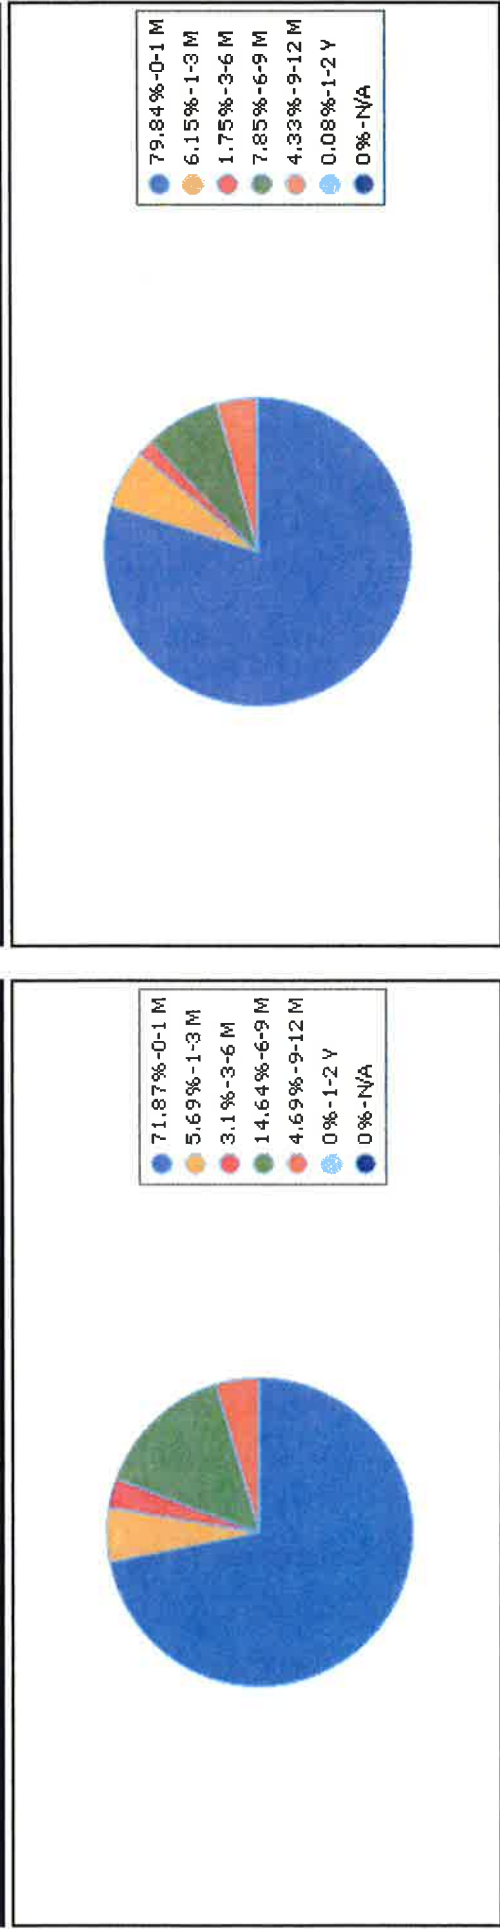 79.84%-0-1 M
6.15%-1-3 M
1.75%-3-6 M
7.85%-6-9 M
4.33%-9-12 M
0.08%-1-2 Y
0%-N/A
71.87%-0-1 M
5.69%-1-3 M
3.1%-3-6 M
14.64%-6-9 M
4.69%-9-12 M
0%-1-2 Y
0%-N/A